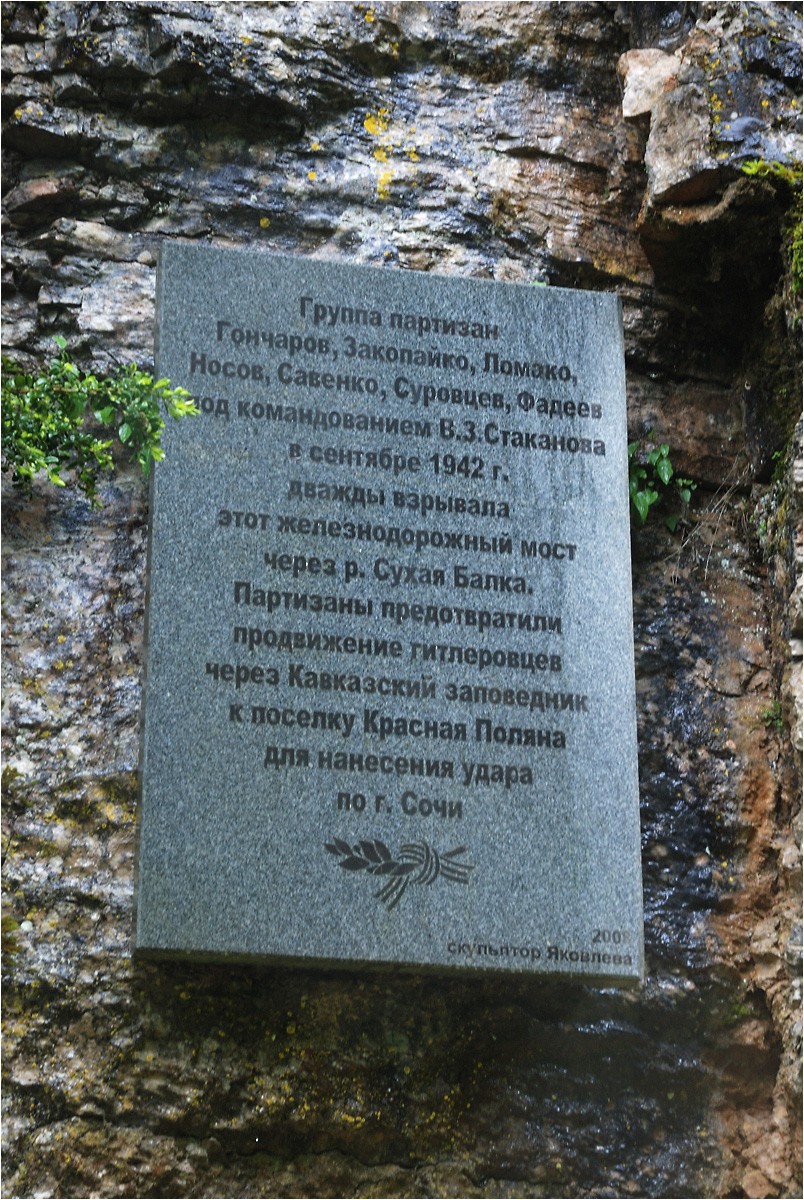 Группа партизан
Гончаров, Закопайко, Ломако,
Носов, Савенко, Суровцев, Фадеев
под командованием В.З.Стаканова
в сентябре 1942 г.
дважды взрывала
этот железнодорожный мост
через р. Сухая Балка.
Партизаны предотвратили
продвижение гитлеровцев
через Кавказский заповедник
к поселку Красная Поляна
для нанесения удара
по г. Сочи
скульптор Яковлева